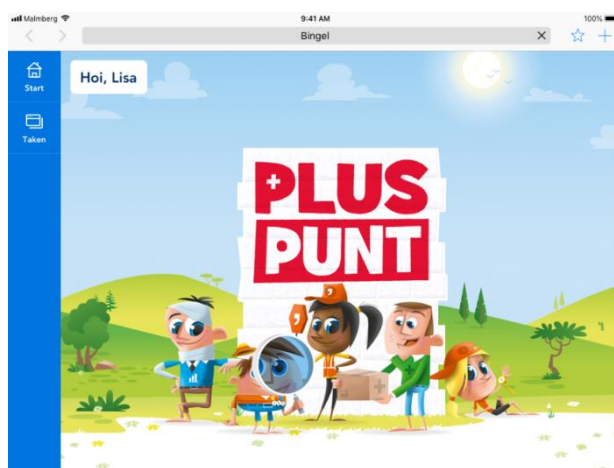 Malmberg 9:41 AM 100%
Bingel
Start
Hoi, Lisa
Taken
PLUS
PUNT